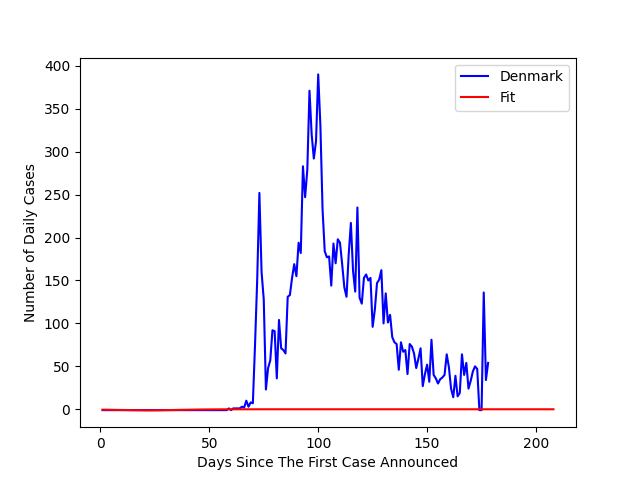 400
350
300
250
200
150
100
50
0
Number of Daily Cases
Denmark
Fit
0 50 100 150 200
Days Since The First Case Announced